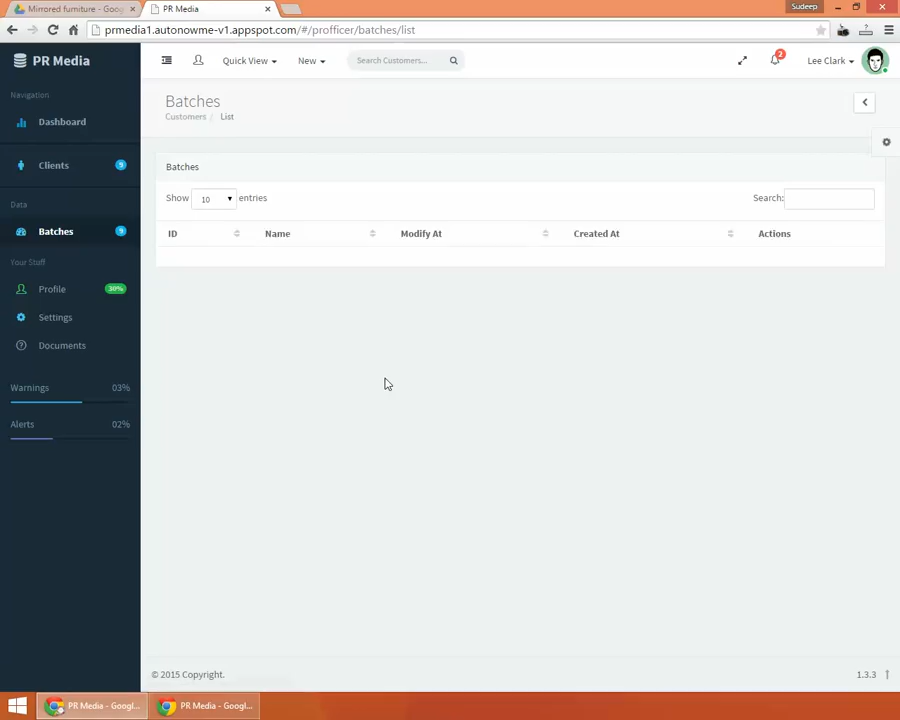 Mirrored furniture - Goog
PR Media
Sudeep
prmedia1.autonowme-v1.appspot.com/#/profficer/batches/list
PR Media
Quick View
New
Search Customers...
2
Lee Clark
Navigation
Dashboard
Clients
9
Data
Batches
9
Your Staff
Profile
30%
Settings
Documents
Warnings
03%
Alerts
02%
Batches
Customers / List
Batches
Show 10 entries
Search:
ID Name Modify At Created At Actions
© 2015 Copyright.
1.3.3
PR Media - Googl...
PR Media - Googl...